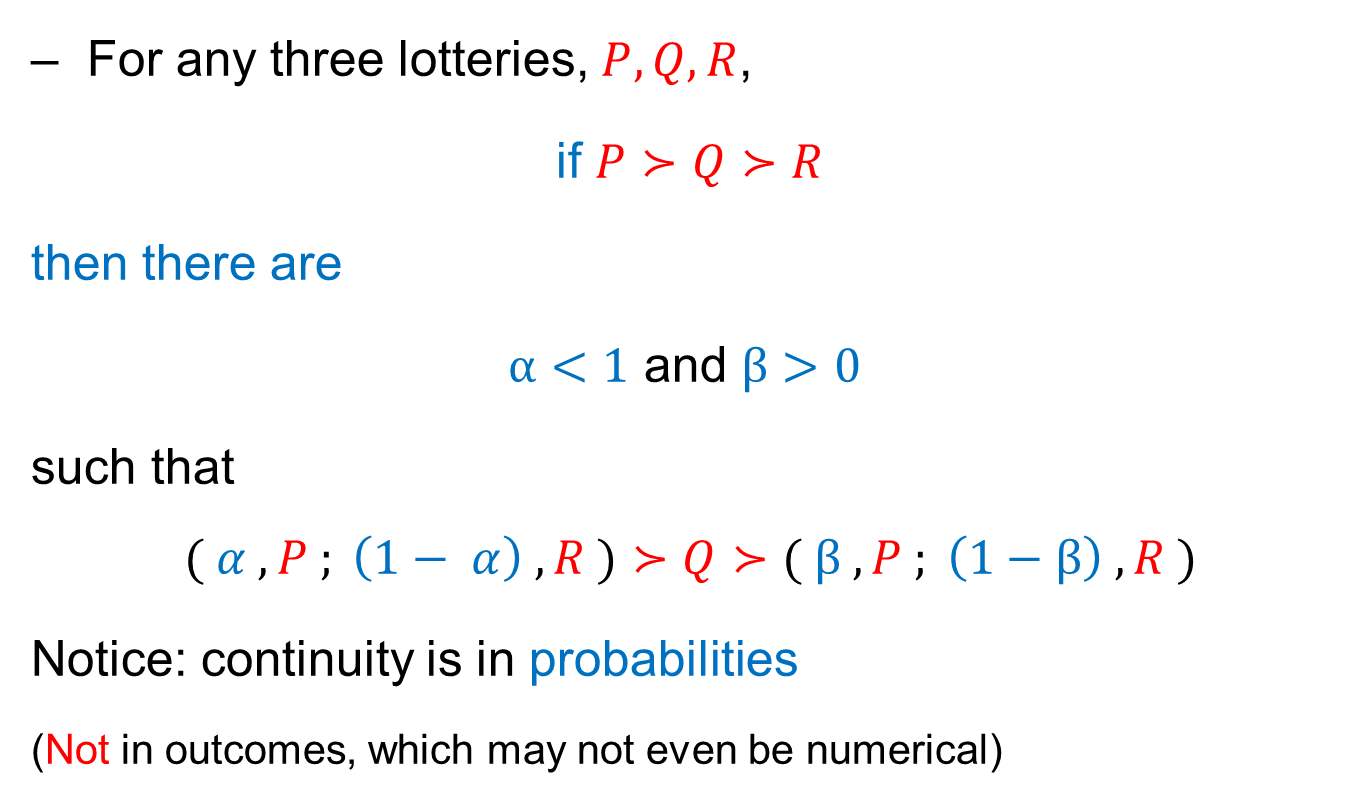 – For any three lotteries, P, Q, R,
if P ≻ Q ≻ R
then there are
α < 1 and β > 0
such that
( α , P ; (1 − α) , R ) ≻ Q ≻ ( β , P ; (1 − β) , R )
Notice: continuity is in probabilities
(Not in outcomes, which may not even be numerical)